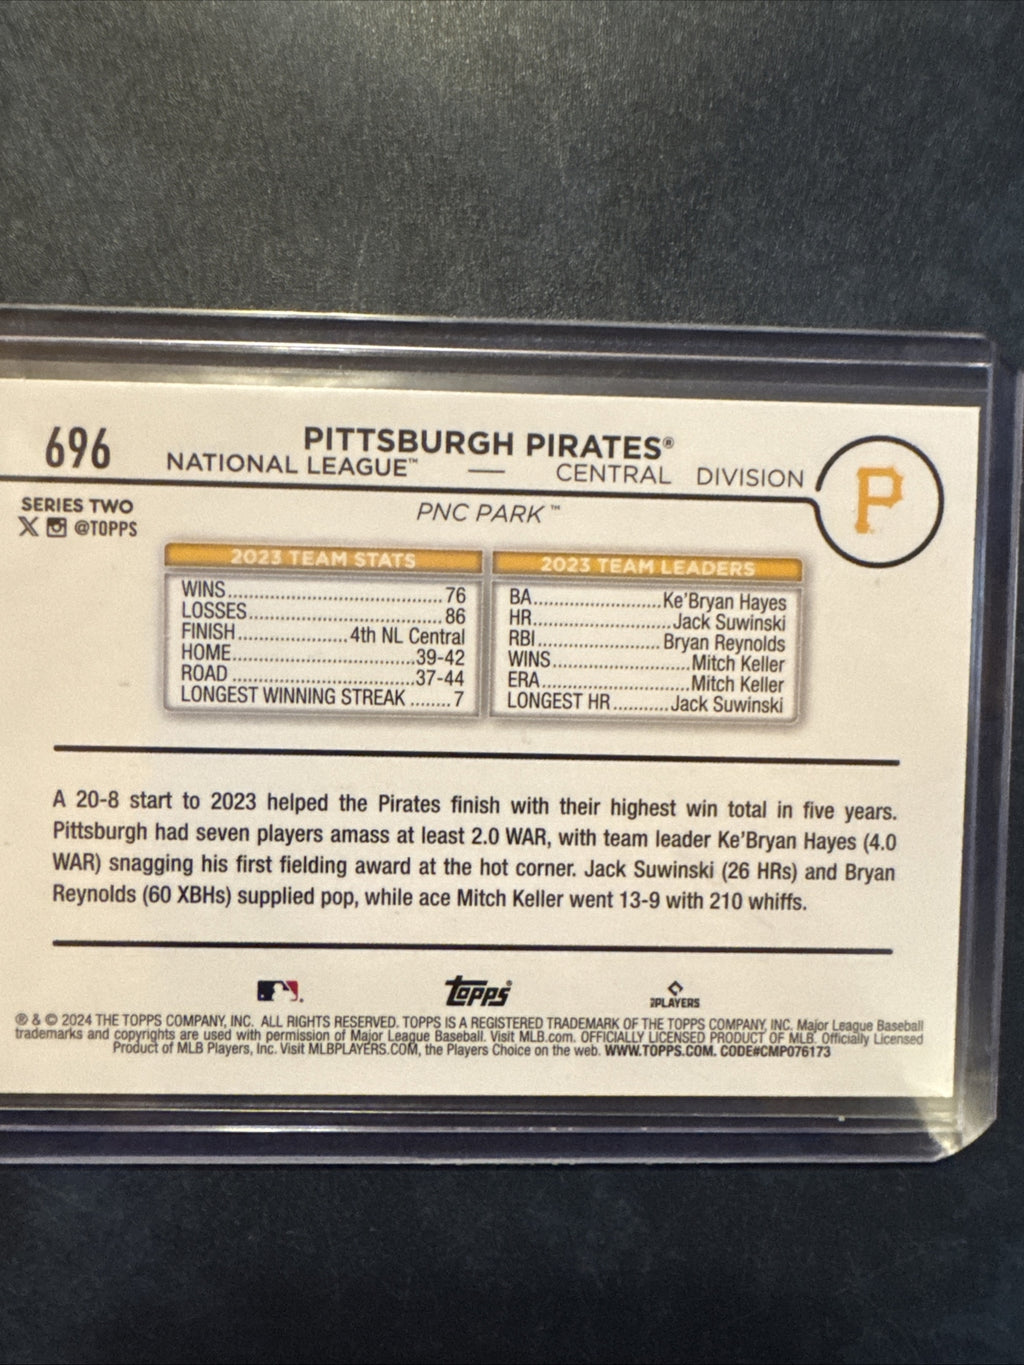 696
PITTSBURGH PIRATES®
NATIONAL LEAGUE™ — CENTRAL DIVISION
P
SERIES TWO
PNC PARK™
X @TOPPS
2023 TEAM STATS
WINS........................................76
LOSSES....................................86
FINISH....................4th NL Central
HOME..................................39-42
ROAD..................................37-44
LONGEST WINNING STREAK ........7
2023 TEAM LEADERS
BA.......................Ke'Bryan Hayes
HR.........................Jack Suwinski
RBI......................Bryan Reynolds
WINS.........................Mitch Keller
ERA...........................Mitch Keller
LONGEST HR..........Jack Suwinski
A 20-8 start to 2023 helped the Pirates finish with their highest win total in five years.
Pittsburgh had seven players amass at least 2.0 WAR, with team leader Ke'Bryan Hayes (4.0
WAR) snagging his first fielding award at the hot corner. Jack Suwinski (26 HRs) and Bryan
Reynolds (60 XBHs) supplied pop, while ace Mitch Keller went 13-9 with 210 whiffs.
Topps®
PLAYERS
® & © 2024 THE TOPPS COMPANY, INC. ALL RIGHTS RESERVED. TOPPS IS A REGISTERED TRADEMARK OF THE TOPPS COMPANY, INC. Major League Baseball
trademarks and copyrights are used with permission of Major League Baseball. Visit MLB.com. OFFICIALLY LICENSED PRODUCT OF MLB. Officially Licensed
Product of MLB Players, Inc. Visit MLBPLAYERS.COM, the Players Choice on the web. WWW.TOPPS.COM. CODE#CMP076173